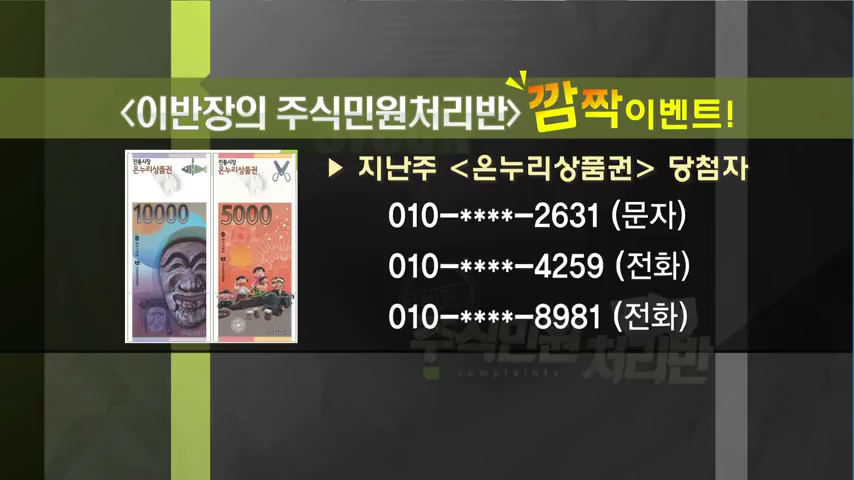 <이반장의 주식민원처리반> 깜짝이벤트!
▶ 지난주 <온누리상품권> 당첨자
010-****-2631 (문자)
010-****-4259 (전화)
010-****-8981 (전화)
전통시장
온누리상품권
10000
전통시장
온누리상품권
5000
주식민원
처리반
complaints